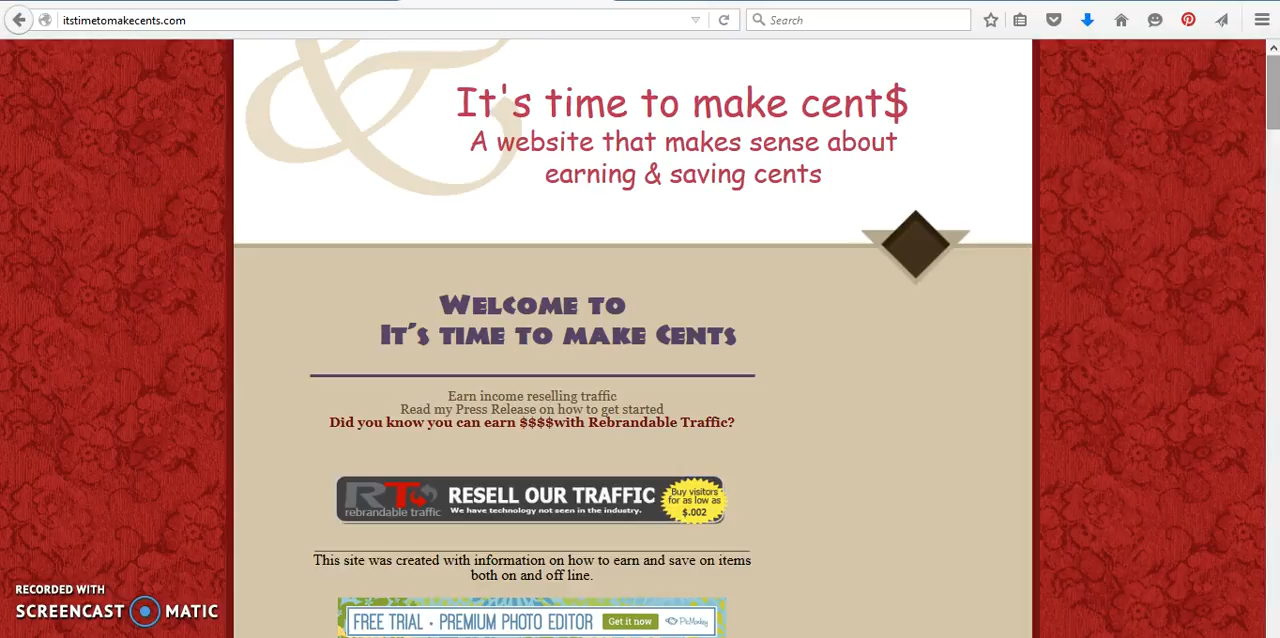 itstimetomakecents.com
Search
It's time to make cent$
A website that makes sense about
earning & saving cents
Welcome to
It's time to make Cents
Earn income reselling traffic
Read my Press Release on how to get started
Did you know you can earn $$$$with Rebrandable Traffic?
RT
rebrandable traffic
RESELL OUR TRAFFIC
We have technology not seen in the industry.
Buy visitors
for as low as
$.002
This site was created with information on how to earn and save on items
both on and off line.
FREE TRIAL • PREMIUM PHOTO EDITOR Get it now PicMonkey
RECORDED WITH
SCREENCAST MATIC